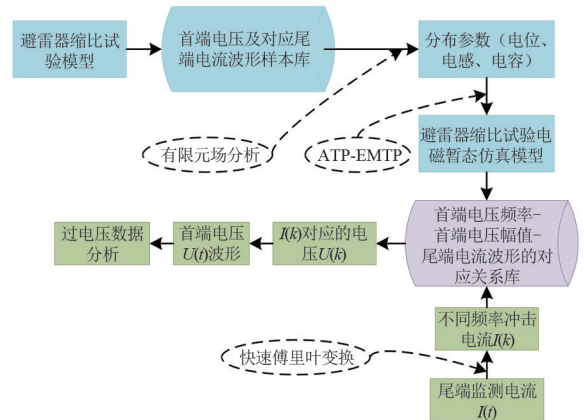 避雷器缩比试
验模型
首端电压及对应尾
端电流波形样本库
分布参数（电位、
电感、电容）
有限元场分析
ATP-EMTP
避雷器缩比试验电
磁暂态仿真模型
过电压数据
分析
首端电压
U(t)波形
I(k)对应的电
压U(k)
首端电压频率-
首端电压幅值-
尾端电流波形的对
应关系库
不同频率冲击
电流I(k)
快速傅里叶变换
尾端监测电流
I(t)